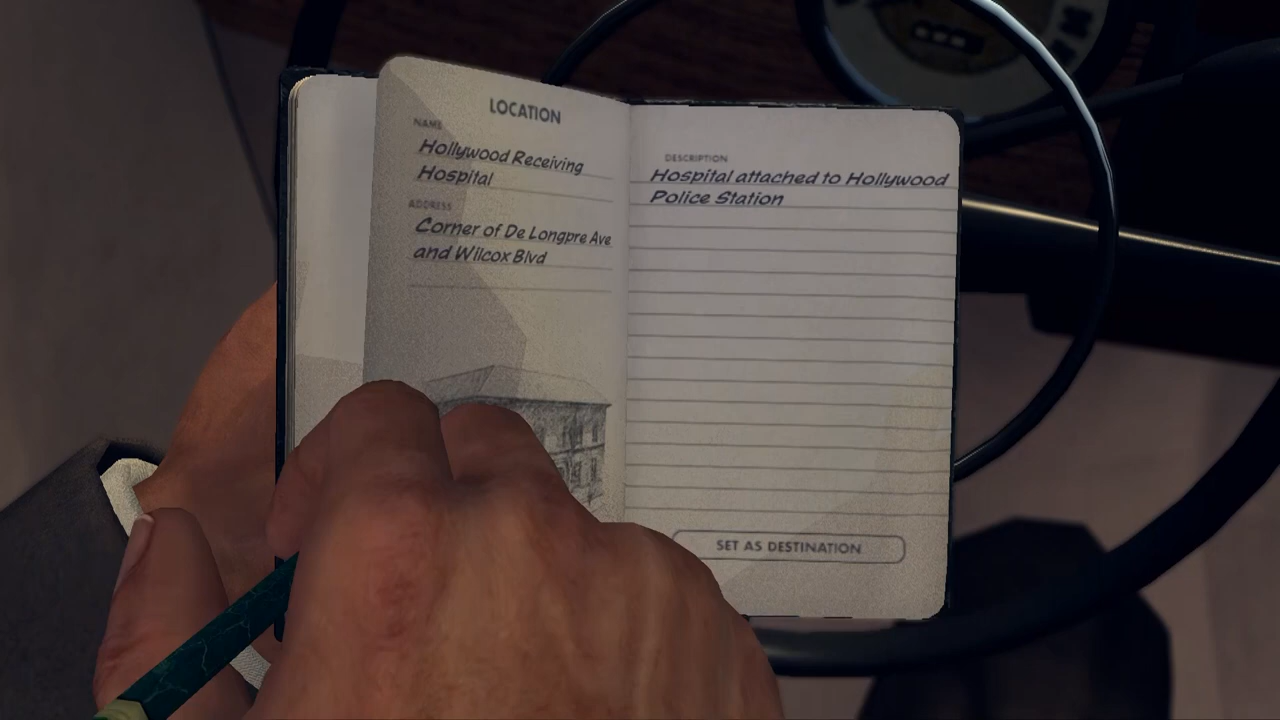 LOCATION
NAME
Hollywood Receiving
Hospital
ADDRESS
Corner of De Longpre Ave
and Wilcox Blvd
DESCRIPTION
Hospital attached to Hollywood
Police Station
SET AS DESTINATION